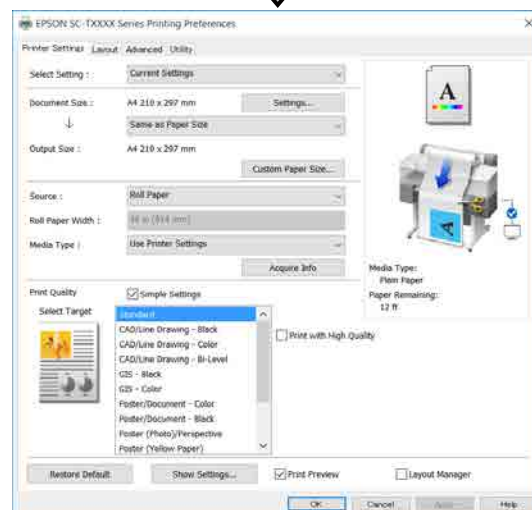 EPSON SC-TXXXX Series Printing Preferences
Printer Settings Layout Advanced Utility
Select Setting : Current Settings
Document Size : A4 210 x 297 mm Settings...
Same as Paper Size
Output Size : A4 210 x 297 mm
Custom Paper Size...
Source : Roll Paper
Roll Paper Width : 36 in (914 mm)
Media Type : Use Printer Settings
Acquire Info
A
A
Media Type:
Plain Paper
Paper Remaining:
12 ft
Print Quality Simple Settings
Select Target
Standard
CAD/Line Drawing - Black
CAD/Line Drawing - Color
CAD/Line Drawing - Bi-Level
GIS - Black
GIS - Color
Poster/Document - Color
Poster/Document - Black
Poster (Photo)/Perspective
Poster (Yellow Paper)
Print with High Quality
Restore Default Show Settings... Print Preview Layout Manager
OK Cancel Apply Help